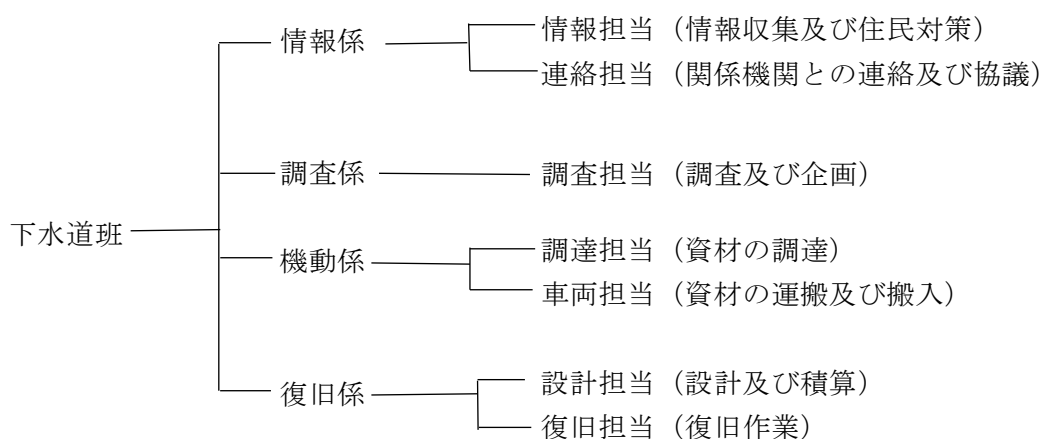 情報係
情報担当（情報収集及び住民対策）
連絡担当（関係機関との連絡及び協議）
調査係
調査担当（調査及び企画）
下水道班
機動係
調達担当（資材の調達）
車両担当（資材の運搬及び搬入）
復旧係
設計担当（設計及び積算）
復旧担当（復旧作業）